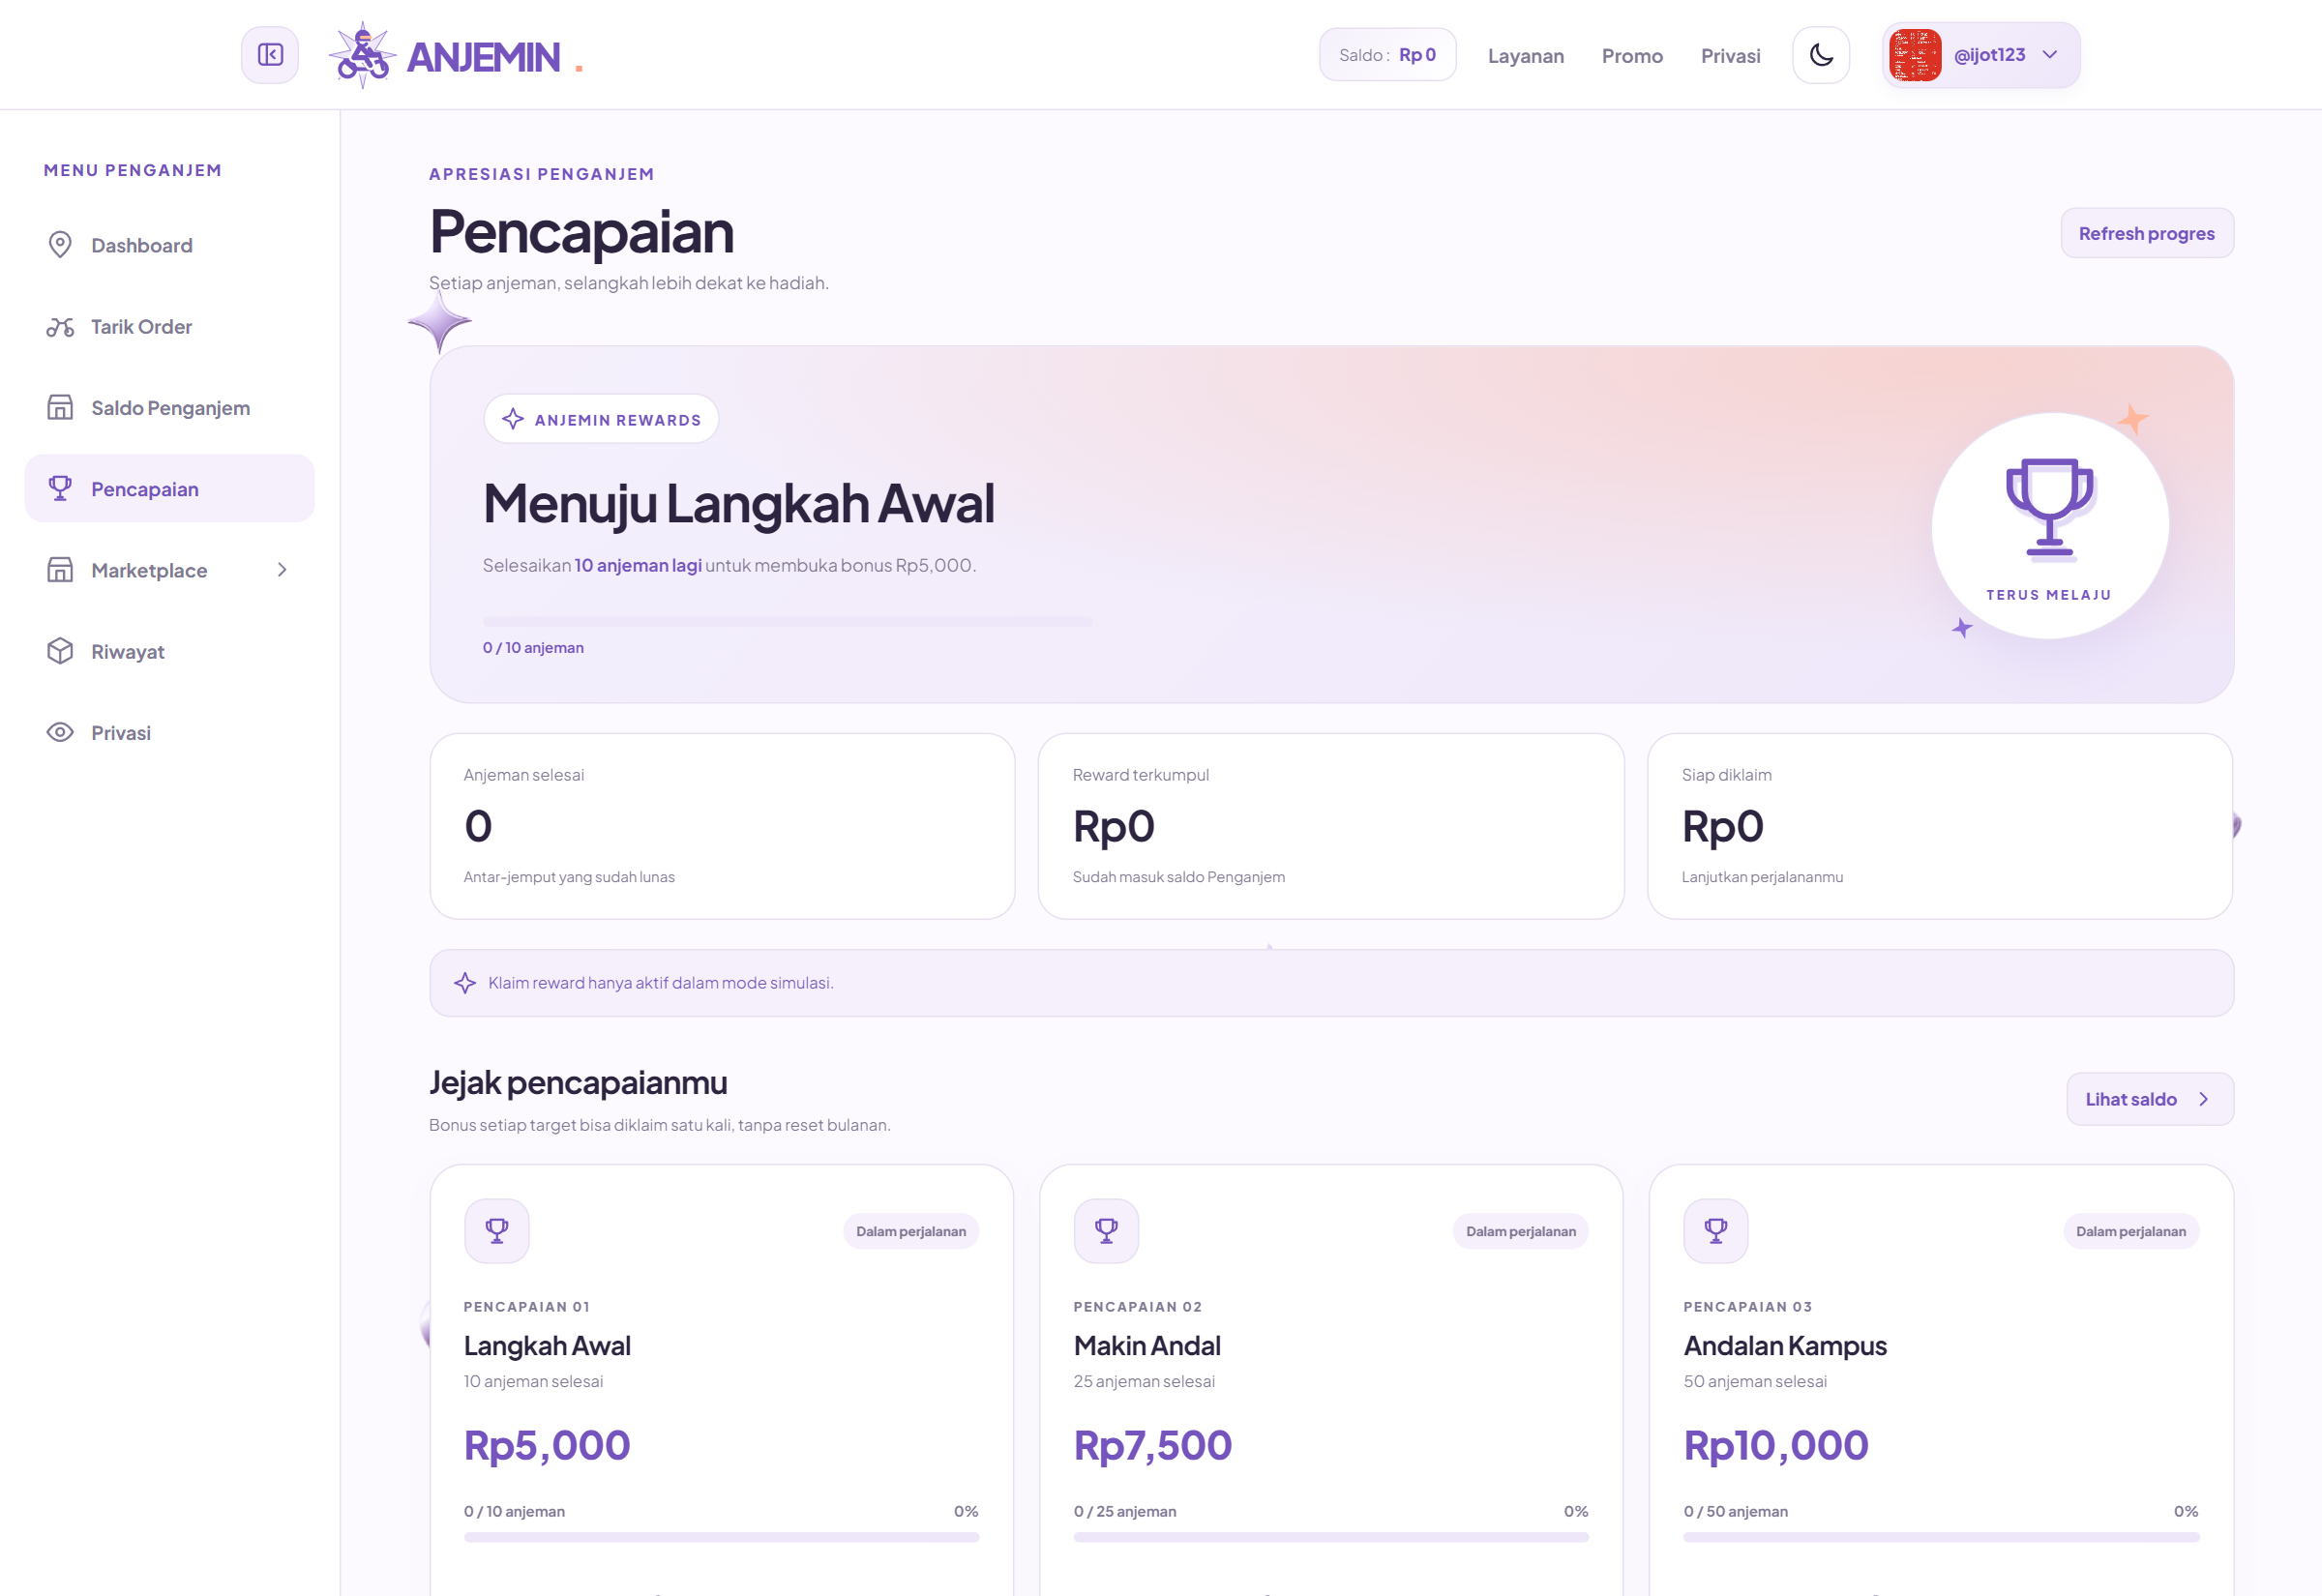 ANJEMIN .
Saldo : Rp 0
Layanan
Promo
Privasi
@ijot123
MENU PENGANJEM
Dashboard
Tarik Order
Saldo Penganjem
Pencapaian
Marketplace
Riwayat
Privasi
APRESIASI PENGANJEM
Pencapaian
Setiap anjeman, selangkah lebih dekat ke hadiah.
Refresh progres
ANJEMIN REWARDS
Menuju Langkah Awal
Selesaikan 10 anjeman lagi untuk membuka bonus Rp5,000.
0 / 10 anjeman
TERUS MELAJU
Anjeman selesai
0
Antar-jemput yang sudah lunas
Reward terkumpul
Rp0
Sudah masuk saldo Penganjem
Siap diklaim
Rp0
Lanjutkan perjalananmu
Klaim reward hanya aktif dalam mode simulasi.
Jejak pencapaianmu
Bonus setiap target bisa diklaim satu kali, tanpa reset bulanan.
Lihat saldo
Dalam perjalanan
PENCAPAIAN 01
Langkah Awal
10 anjeman selesai
Rp5,000
0 / 10 anjeman 0%
Dalam perjalanan
PENCAPAIAN 02
Makin Andal
25 anjeman selesai
Rp7,500
0 / 25 anjeman 0%
Dalam perjalanan
PENCAPAIAN 03
Andalan Kampus
50 anjeman selesai
Rp10,000
0 / 50 anjeman 0%